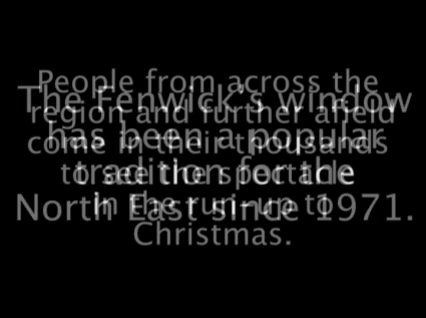 The Fenwick's window
has been a popular
tradition for the
North East since 1971.
People from across the
region and further afield
come in their thousands
to see the spectacle
in the run-up to
Christmas.